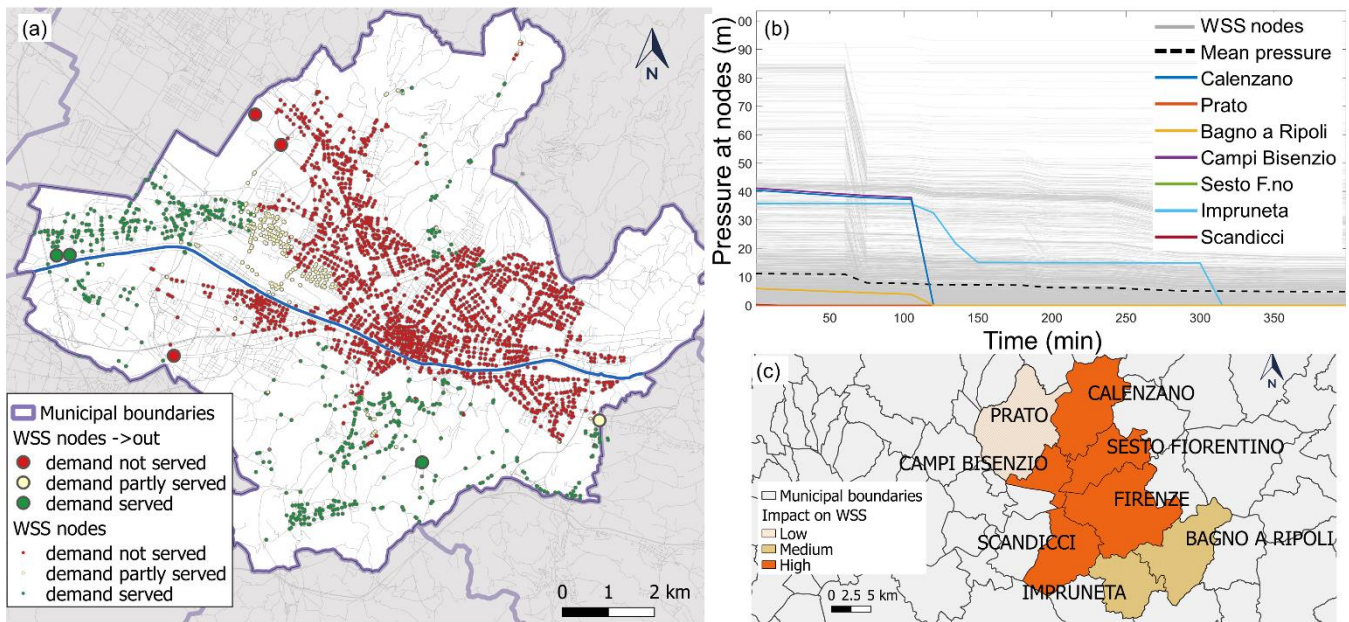 (a)
N
Municipal boundaries
WSS nodes ->out
demand not served
demand partly served
demand served
WSS nodes
demand not served
demand partly served
demand served
0 1 2 km
(b)
Pressure at nodes (m)
00
90
80
70
60
50
40
30
20
10
0
50 100 150 200 250 300 350
Time (min)
WSS nodes
Mean pressure
Calenzano
Prato
Bagno a Ripoli
Campi Bisenzio
Sesto F.no
Impruneta
Scandicci
(c)
N
CALENZANO
PRATO
SESTO FIORENTINO
CAMPI BISENZIO
FIRENZE
SCANDICCI
BAGNO A RIPOLI
IMPRUNETA
Municipal boundaries
Impact on WSS
Low
Medium
High
0 2.5 5 km